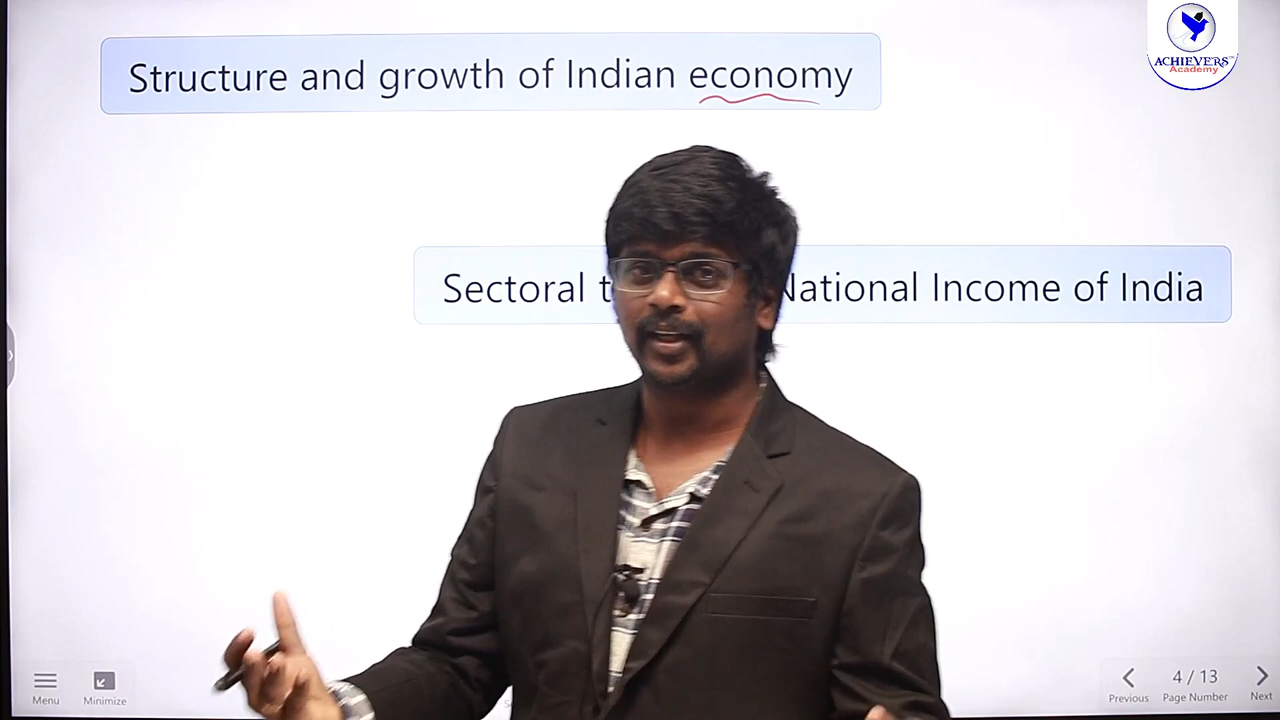 Structure and growth of Indian economy
ACHIEVERS
Academy
Sectoral National Income of India
Menu
Minimize
4 / 13
Previous
Page Number
Next